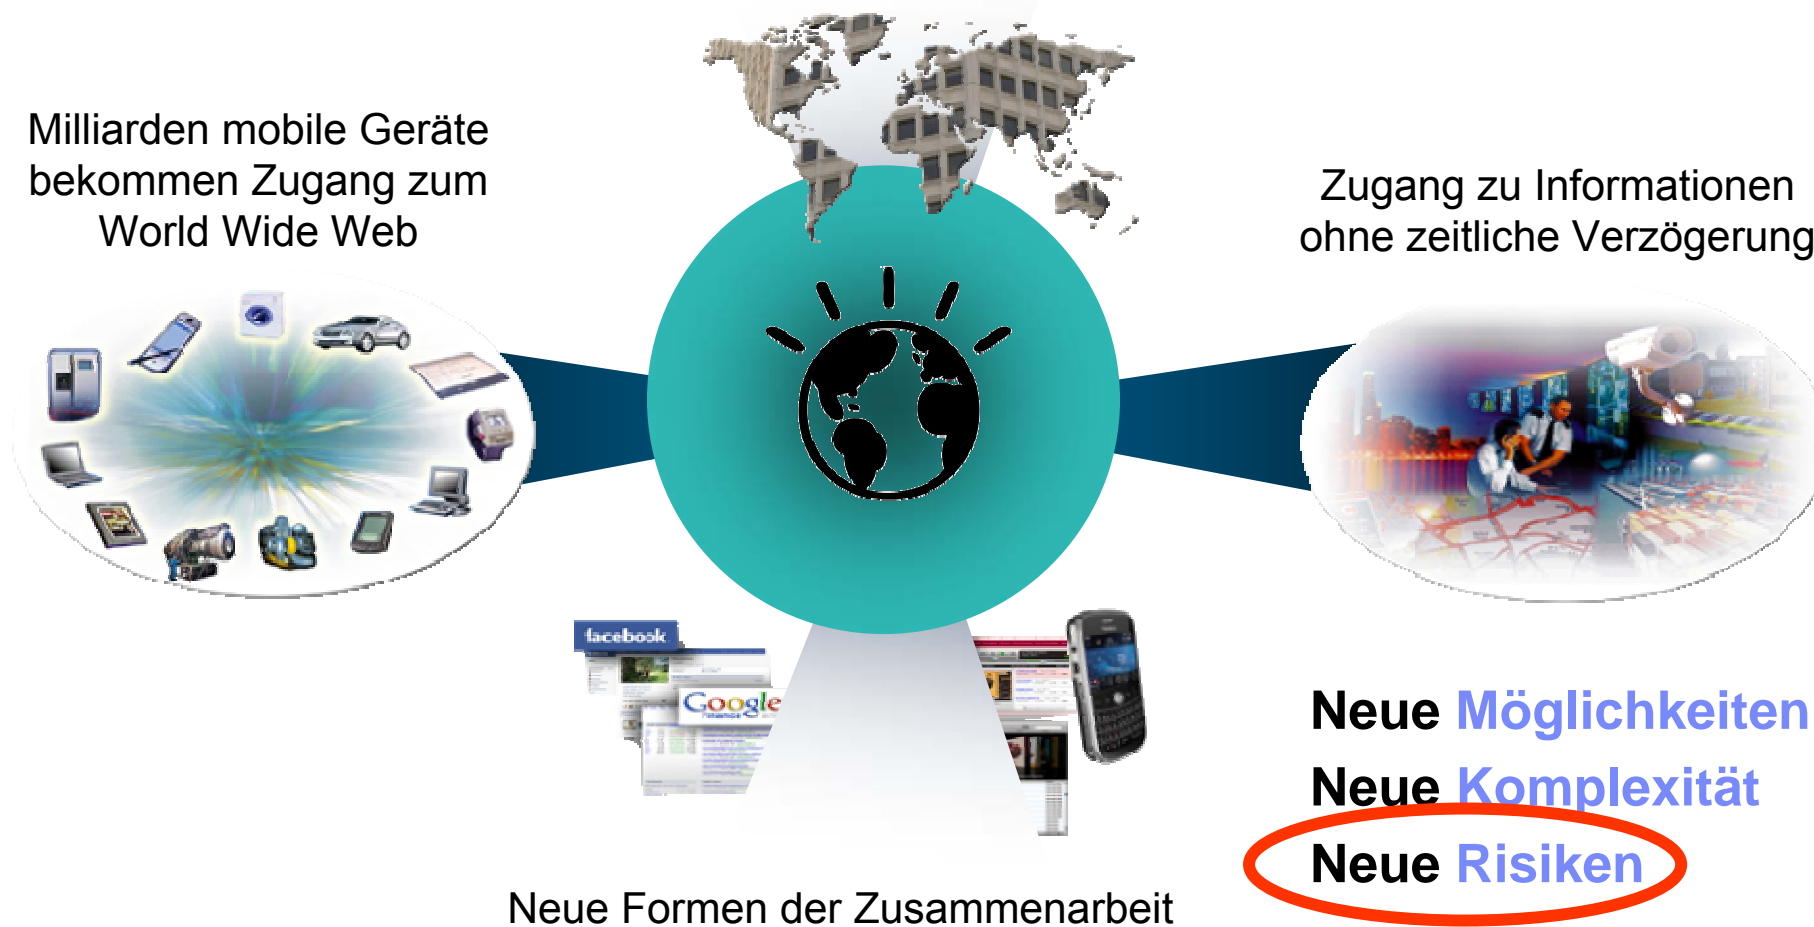 Milliarden mobile Geräte
bekommen Zugang zum
World Wide Web
Zugang zu Informationen
ohne zeitliche Verzögerung
facebook
Google
Neue Möglichkeiten
Neue Komplexität
Neue Risiken
Neue Formen der Zusammenarbeit